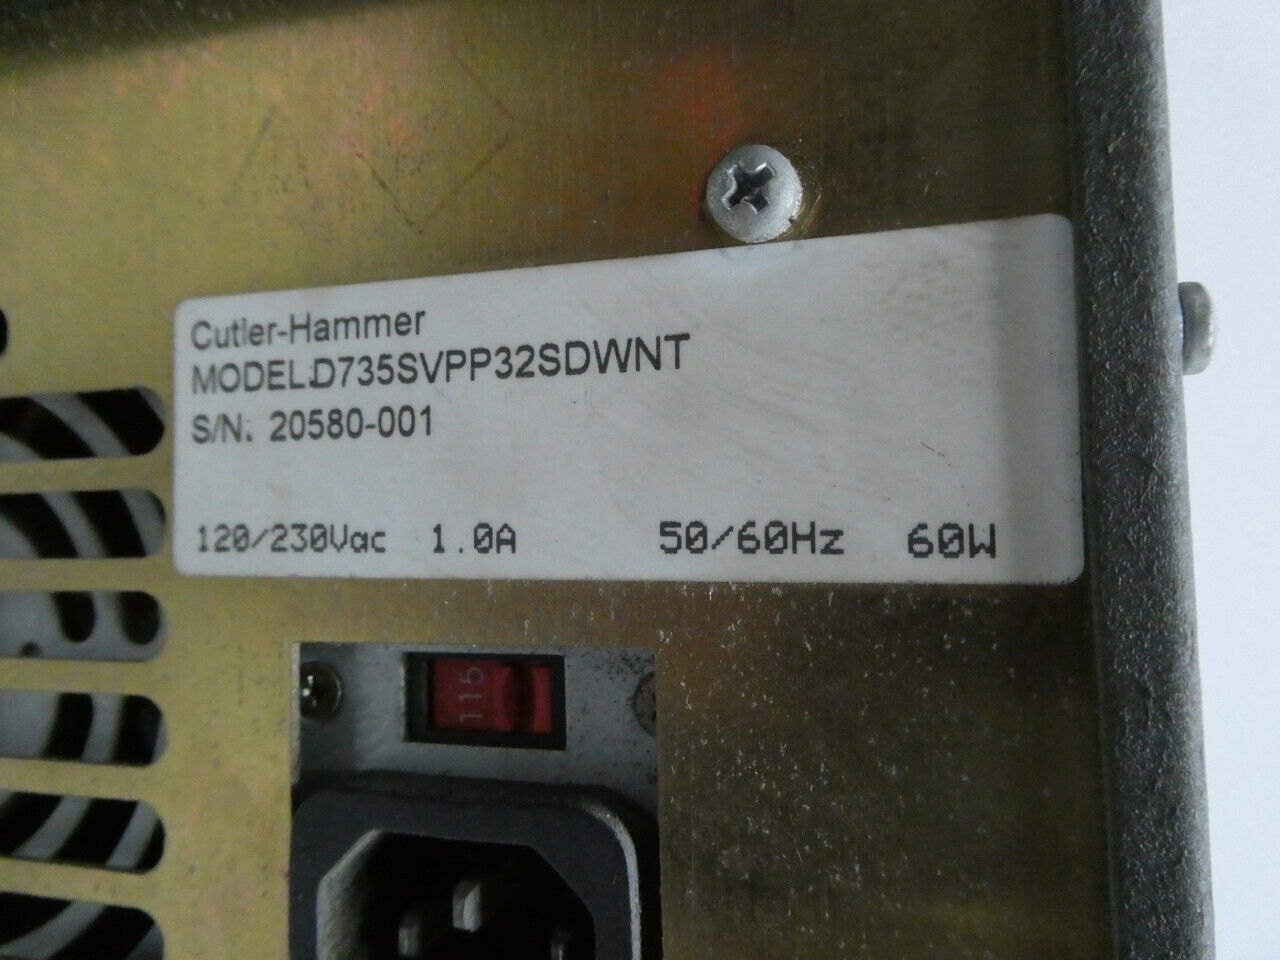 Cutler-Hammer
MODEL:D735SVPP32SDWNT
S/N: 20580-001
120/230Vac 1.0A 50/60Hz 60W
115